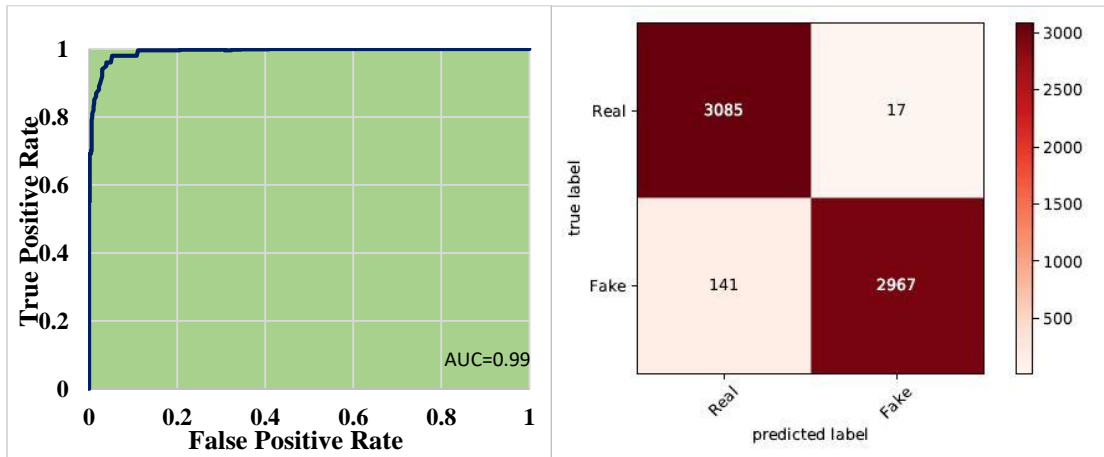 1
0.8
0.6
0.4
0.2
0
True Positive Rate
AUC=0.99
0 0.2 0.4 0.6 0.8 1
False Positive Rate
true label
Real 3085 17
Fake 141 2967
Real Fake
predicted label
3000
2500
2000
1500
1000
500